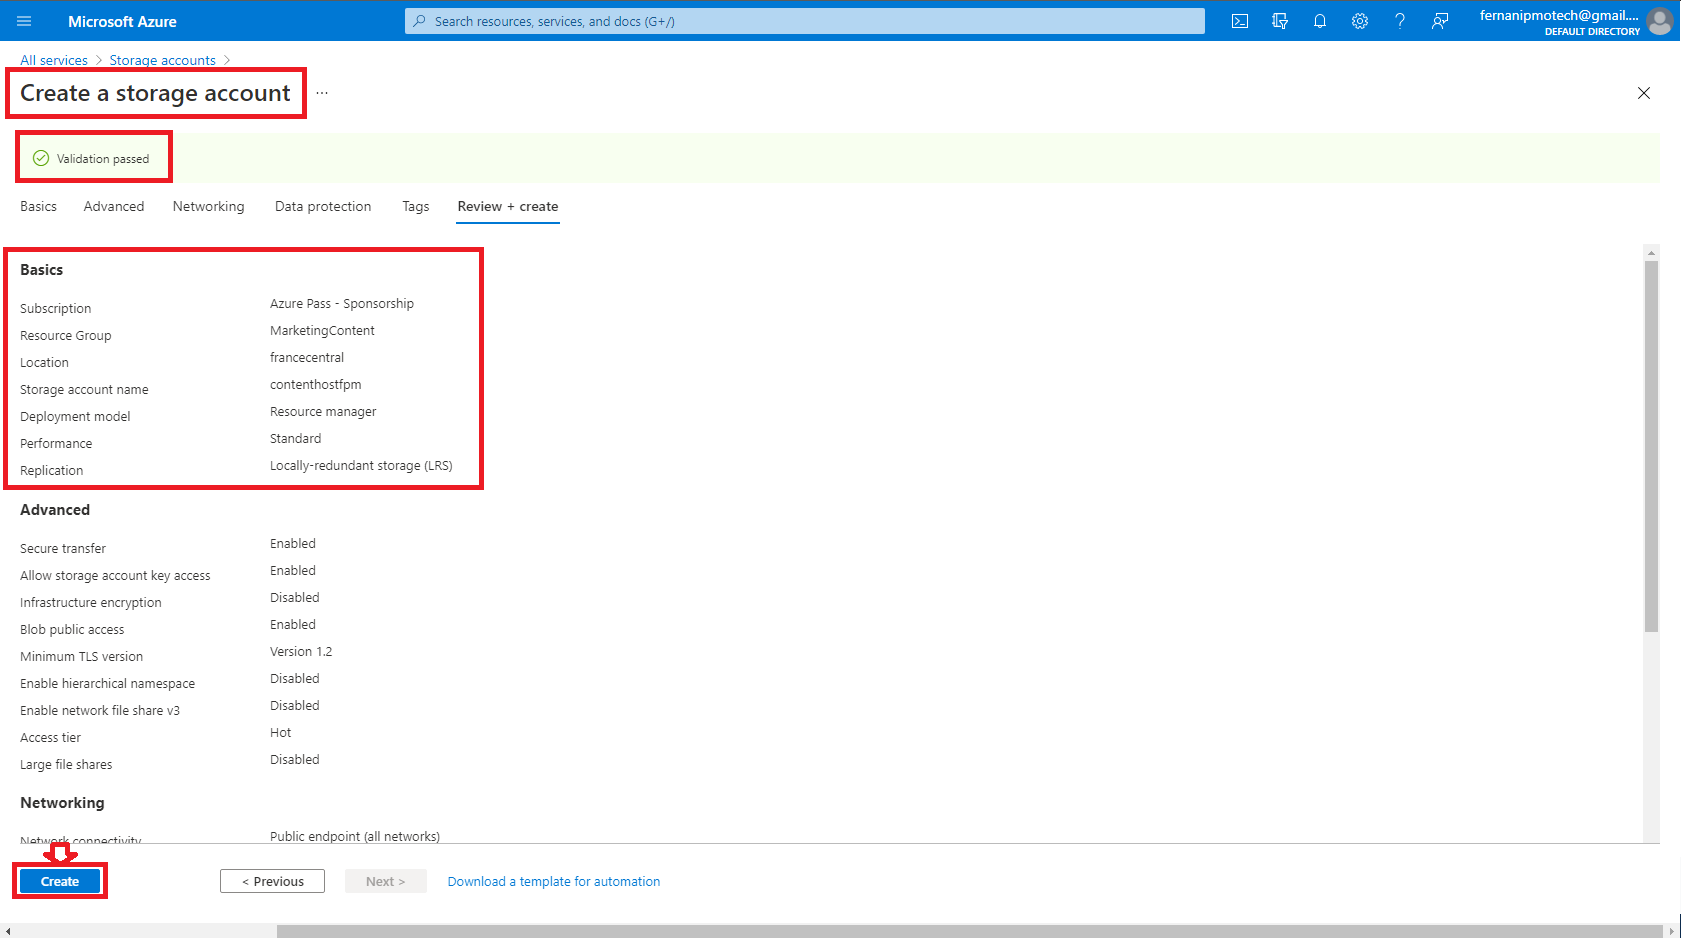 Microsoft Azure
Search resources, services, and docs (G+/)
fernanipmotech@gmail....
DEFAULT DIRECTORY
All services > Storage accounts >
Create a storage account ...
Validation passed
Basics Advanced Networking Data protection Tags Review + create
Basics
Subscription Azure Pass - Sponsorship
Resource Group MarketingContent
Location francecentral
Storage account name contenthostfpm
Deployment model Resource manager
Performance Standard
Replication Locally-redundant storage (LRS)
Advanced
Secure transfer Enabled
Allow storage account key access Enabled
Infrastructure encryption Disabled
Blob public access Enabled
Minimum TLS version Version 1.2
Enable hierarchical namespace Disabled
Enable network file share v3 Disabled
Access tier Hot
Large file shares Disabled
Networking
Network connectivity Public endpoint (all networks)
Create < Previous Next > Download a template for automation